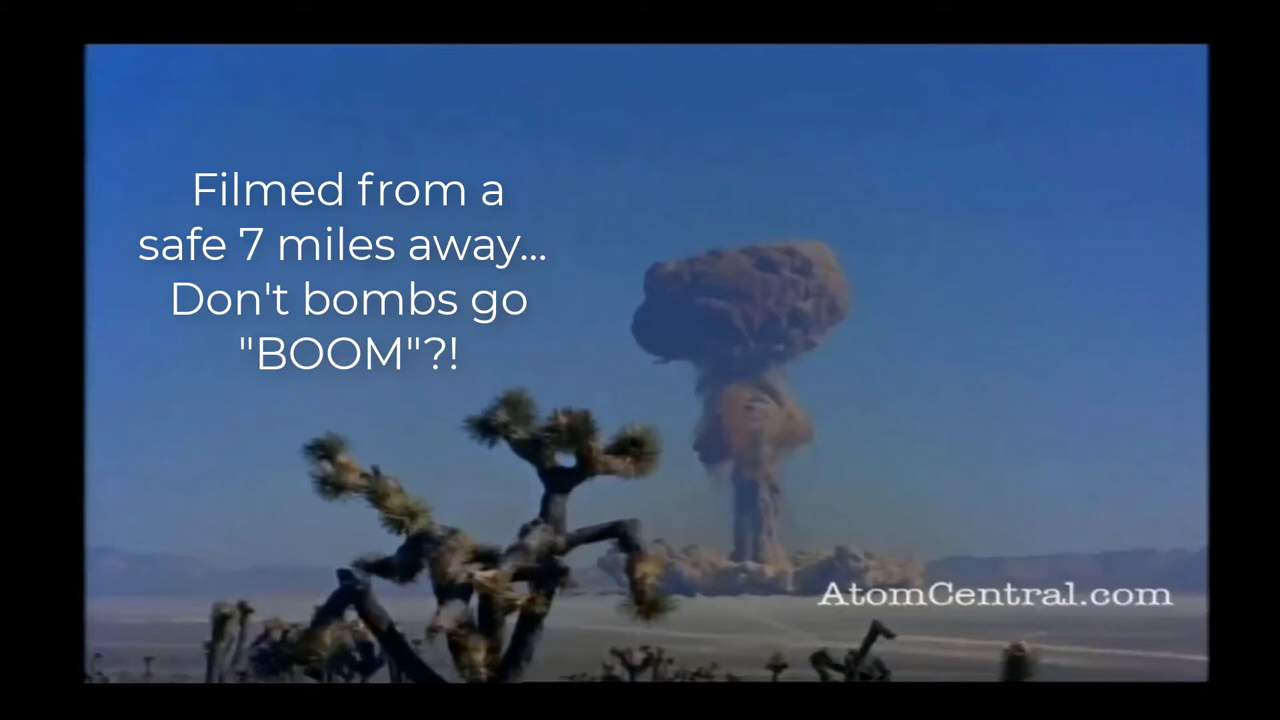 Filmed from a
safe 7 miles away...
Don't bombs go
"BOOM"?!
AtomCentral.com